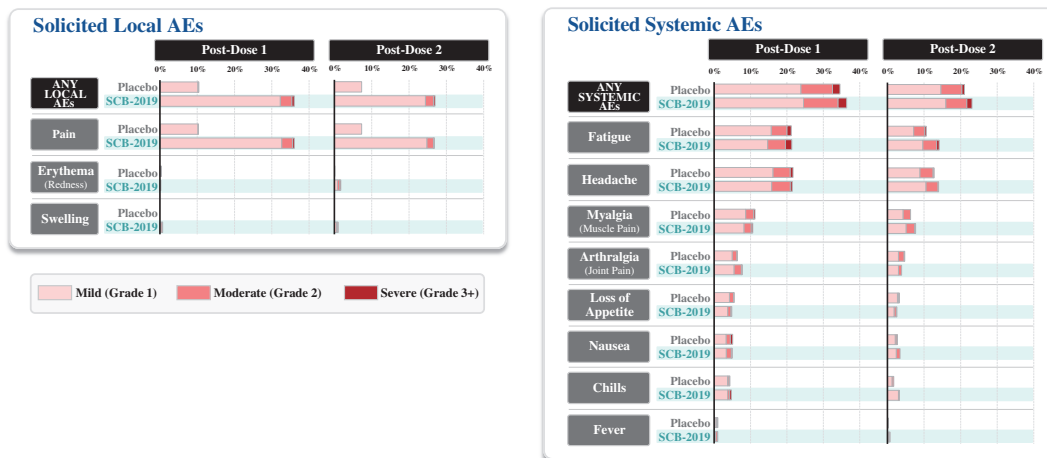 Solicited Local AEs
Post-Dose 1
Post-Dose 2
0% 10% 20% 30% 40%
0% 10% 20% 30% 40%
ANY LOCAL AEs
Placebo
SCB-2019
Pain
Placebo
SCB-2019
Erythema
(Redness)
Placebo
SCB-2019
Swelling
Placebo
SCB-2019
Mild (Grade 1) Moderate (Grade 2) Severe (Grade 3+)
Solicited Systemic AEs
Post-Dose 1
Post-Dose 2
0% 10% 20% 30% 40%
0% 10% 20% 30% 40%
ANY SYSTEMIC AEs
Placebo
SCB-2019
Fatigue
Placebo
SCB-2019
Headache
Placebo
SCB-2019
Myalgia
(Muscle Pain)
Placebo
SCB-2019
Arthralgia
(Joint Pain)
Placebo
SCB-2019
Loss of
Appetite
Placebo
SCB-2019
Nausea
Placebo
SCB-2019
Chills
Placebo
SCB-2019
Fever
Placebo
SCB-2019